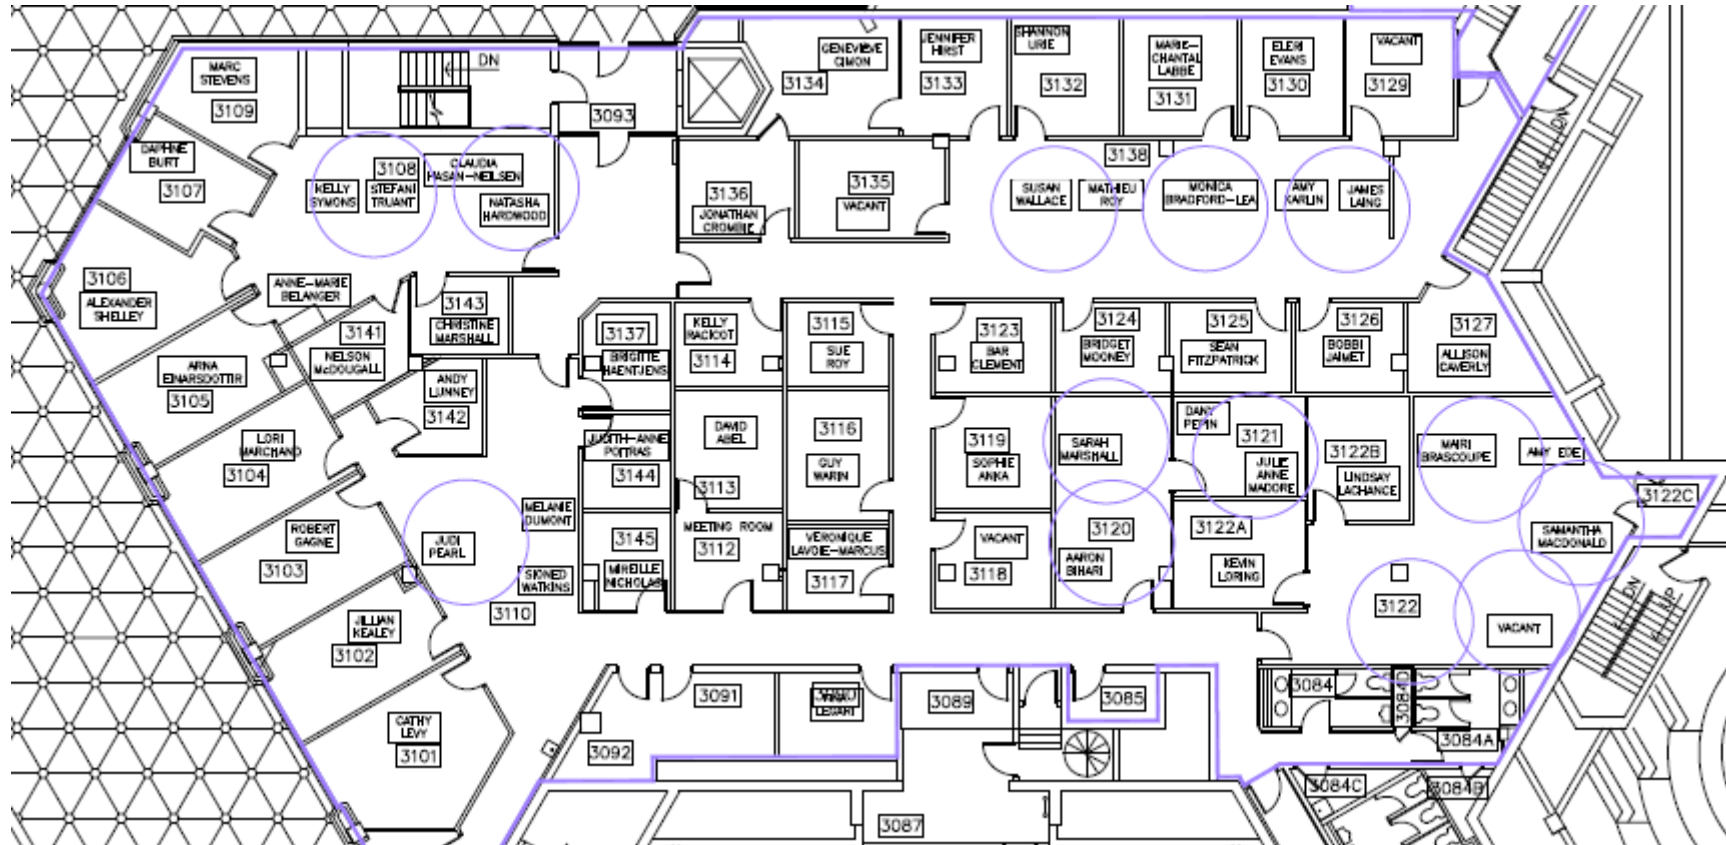 MARC
STEVENS
3109
DN
3093
GENEVIEVE
CIMON
3134
JENNIFER
HIRST
3133
SHANNON
URIE
3132
MARIE-
CHANTAL
LABBE
3131
ELERI
EVANS
3130
VACANT
3129
DN
DAPHNE
BURT
3107
3108
KELLY
SYMONS
STEFANI
TRUANT
CLAUDIA
HASAN-NEILSEN
NATASHA
HARDWOOD
3136
JONATHAN
CROMBIE
3135
VACANT
3138
SUSAN
WALLACE
MATHIEU
ROY
MONICA
BRADFORD-LEA
AMY
KARLIN
JAMES
LAING
3106
ALEXANDER
SHELLEY
ANNE-MARIE
BELANGER
3143
CHRISTINE
MARSHALL
3141
NELSON
McDOUGALL
3137
BRIGITTE
HAENTJENS
KELLY
RACICOT
3114
3115
SUE
ROY
3123
BAR
CLEMENT
3124
BRIDGET
MOONEY
3125
SEAN
FITZPATRICK
3126
BOBBI
JAIMET
3127
ALLISON
CAVERLY
ARNA
EINARSDOTTIR
3105
ANDY
LUNNEY
3142
LORI
MARCHAND
3104
JUDITH-ANNE
POITRAS
3144
DAVID
ABEL
3113
3116
GUY
WARIN
3119
SOPHIE
ANKA
SARAH
MARSHALL
DANY
PEPIN
3121
JULIE
ANNE
MADORE
3122B
LINDSAY
LACHANCE
MAIRI
BRASCOUPE
AMY EDE
3122C
SAMANTHA
MACDONALD
ROBERT
GAGNE
3103
JUDI
PEARL
MELANIE
DUMONT
SIONED
WATKINS
3110
3145
MIREILLE
NICHOLAS
MEETING ROOM
3112
VERONIQUE
LAVOIE-MARCUS
3117
VACANT
3118
3120
AARON
BIHARI
3122A
KEVIN
LORING
3122
VACANT
DN
UP
JILLIAN
KEALEY
3102
CATHY
LEVY
3101
3092
3091
LEGARI
3089
3085
3084
3084D
3084A
3084C
3084B
3087